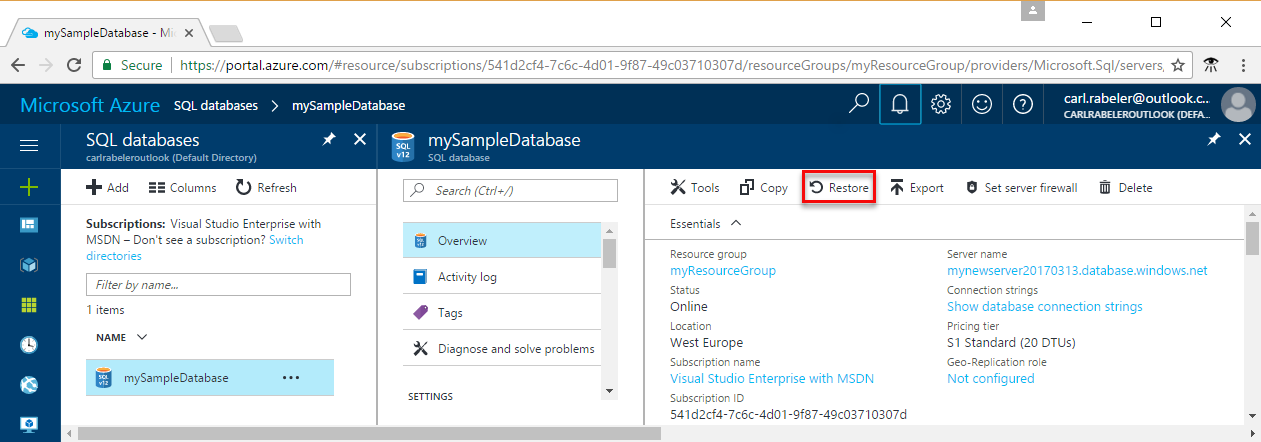 mySampleDatabase - Mi
Secure
https://portal.azure.com/#resource/subscriptions/541d2cf4-7c6c-4d01-9f87-49c03710307d/resourceGroups/myResourceGroup/providers/Microsoft.Sql/servers
Microsoft Azure SQL databases > mySampleDatabase
carl.rabeler@outlook.c...
CARLRABELEROUTLOOK (DEFA...
SQL databases
carlrabeleroutlook (Default Directory)
Add Columns Refresh
Subscriptions: Visual Studio Enterprise with
MSDN – Don't see a subscription? Switch
directories
Filter by name...
1 items
NAME
SQL
v12
mySampleDatabase ...
SQL
v12
mySampleDatabase
SQL database
Search (Ctrl+/)
SQL
Overview
Activity log
Tags
Diagnose and solve problems
SETTINGS
Tools Copy Restore Export Set server firewall Delete
Essentials
Resource group
myResourceGroup
Status
Online
Location
West Europe
Subscription name
Visual Studio Enterprise with MSDN
Subscription ID
541d2cf4-7c6c-4d01-9f87-49c03710307d
Server name
mynewserver20170313.database.windows.net
Connection strings
Show database connection strings
Pricing tier
S1 Standard (20 DTUs)
Geo-Replication role
Not configured